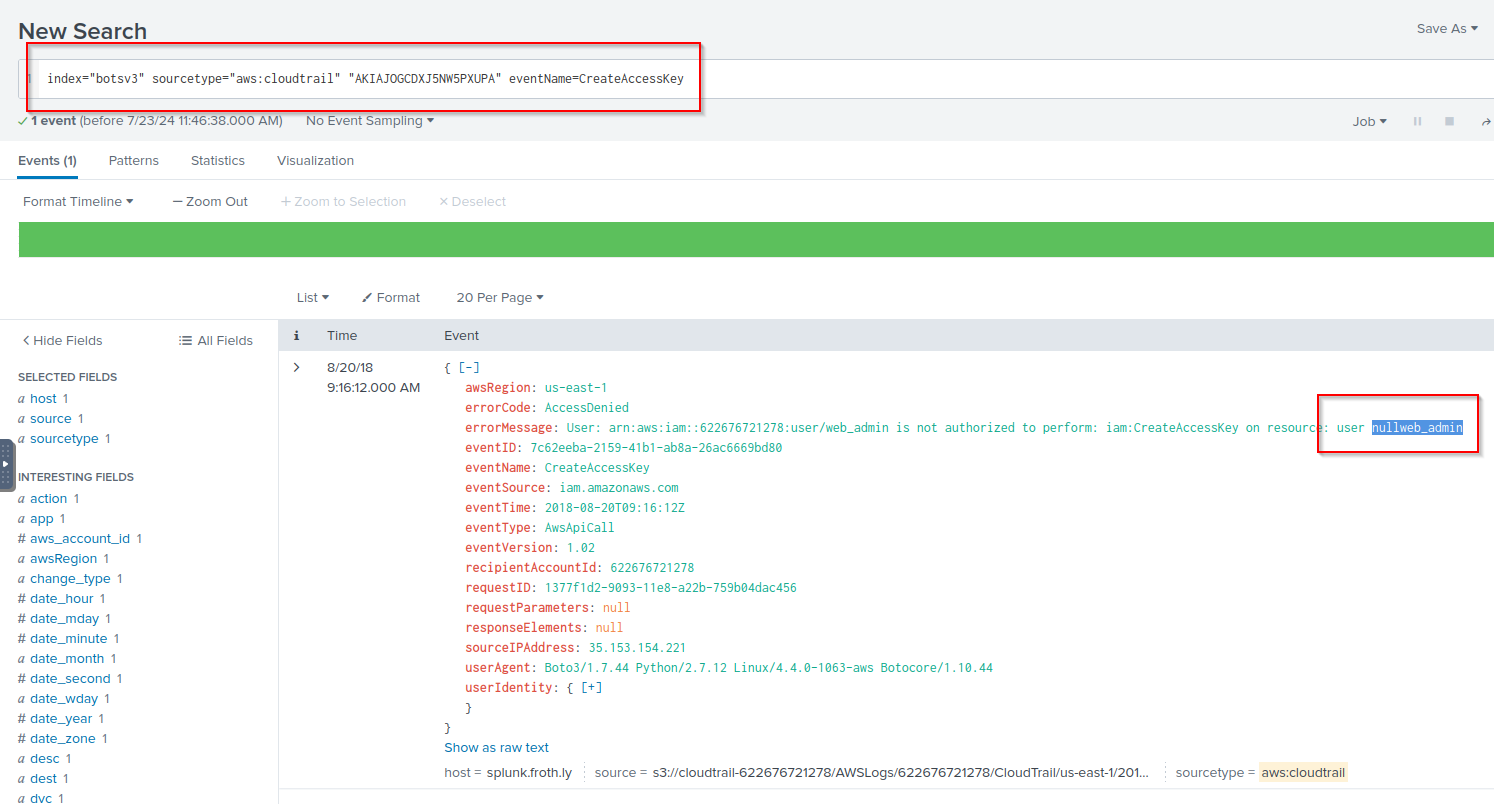 New Search
Save As
1 index="botsv3" sourcetype="aws:cloudtrail" "AKIAJOGCDXJ5NW5PXUPA" eventName=CreateAccessKey
1 event (before 7/23/24 11:46:38.000 AM) No Event Sampling
Job
Events (1) Patterns Statistics Visualization
Format Timeline — Zoom Out + Zoom to Selection × Deselect
List Format 20 Per Page
Hide Fields All Fields
i Time Event
SELECTED FIELDS
a host 1
a source 1
a sourcetype 1
INTERESTING FIELDS
a action 1
a app 1
# aws_account_id 1
a awsRegion 1
a change_type 1
# date_hour 1
# date_mday 1
# date_minute 1
a date_month 1
# date_second 1
a date_wday 1
# date_year 1
# date_zone 1
a desc 1
a dest 1
a dvc 1
8/20/18
9:16:12.000 AM
{ [-]
awsRegion: us-east-1
errorCode: AccessDenied
errorMessage: User: arn:aws:iam::622676721278:user/web_admin is not authorized to perform: iam:CreateAccessKey on resource: user nullweb_admin
eventID: 7c62eeba-2159-41b1-ab8a-26ac6669bd80
eventName: CreateAccessKey
eventSource: iam.amazonaws.com
eventTime: 2018-08-20T09:16:12Z
eventType: AwsApiCall
eventVersion: 1.02
recipientAccountId: 622676721278
requestID: 1377f1d2-9093-11e8-a22b-759b04dac456
requestParameters: null
responseElements: null
sourceIPAddress: 35.153.154.221
userAgent: Boto3/1.7.44 Python/2.7.12 Linux/4.4.0-1063-aws Botocore/1.10.44
userIdentity: { [+]
}
}
Show as raw text
host = splunk.froth.ly source = s3://cloudtrail-622676721278/AWSLogs/622676721278/CloudTrail/us-east-1/201... sourcetype = aws:cloudtrail